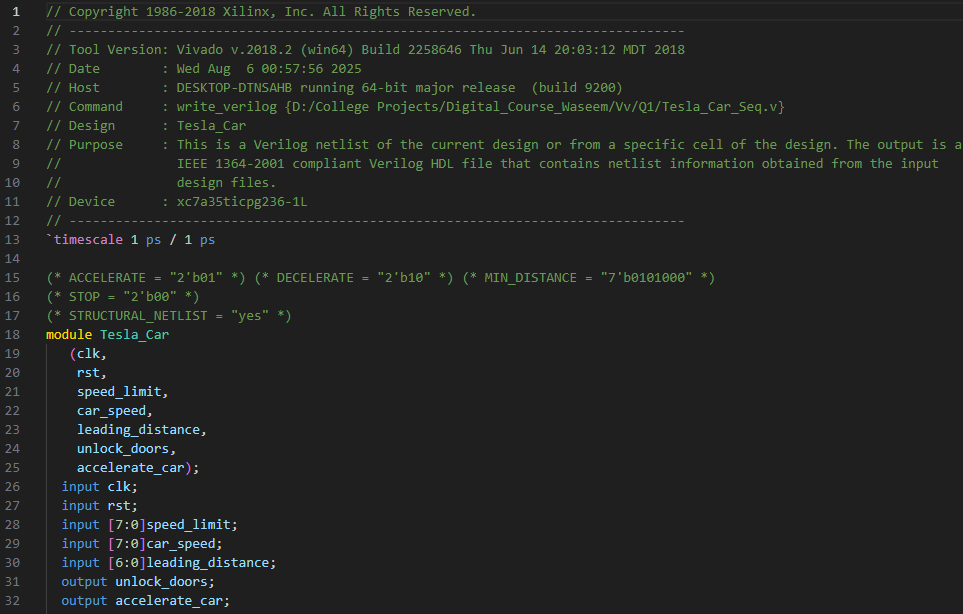 1 // Copyright 1986-2018 Xilinx, Inc. All Rights Reserved.
2 // --------------------------------------------------------------------------------
3 // Tool Version: Vivado v.2018.2 (win64) Build 2258646 Thu Jun 14 20:03:12 MDT 2018
4 // Date        : Wed Aug  6 00:57:56 2025
5 // Host        : DESKTOP-DTNSAHB running 64-bit major release  (build 9200)
6 // Command     : write_verilog {D:/College Projects/Digital_Course_Waseem/Vv/Q1/Tesla_Car_Seq.v}
7 // Design      : Tesla_Car
8 // Purpose     : This is a Verilog netlist of the current design or from a specific cell of the design. The output is a
9 //               IEEE 1364-2001 compliant Verilog HDL file that contains netlist information obtained from the input
10 //               design files.
11 // Device      : xc7a35ticpg236-1L
12 // --------------------------------------------------------------------------------
13 `timescale 1 ps / 1 ps
14
15 (* ACCELERATE = "2'b01" *) (* DECELERATE = "2'b10" *) (* MIN_DISTANCE = "7'b0101000" *)
16 (* STOP = "2'b00" *)
17 (* STRUCTURAL_NETLIST = "yes" *)
18 module Tesla_Car
19    (clk,
20     rst,
21     speed_limit,
22     car_speed,
23     leading_distance,
24     unlock_doors,
25     accelerate_car);
26   input clk;
27   input rst;
28   input [7:0]speed_limit;
29   input [7:0]car_speed;
30   input [6:0]leading_distance;
31   output unlock_doors;
32   output accelerate_car;